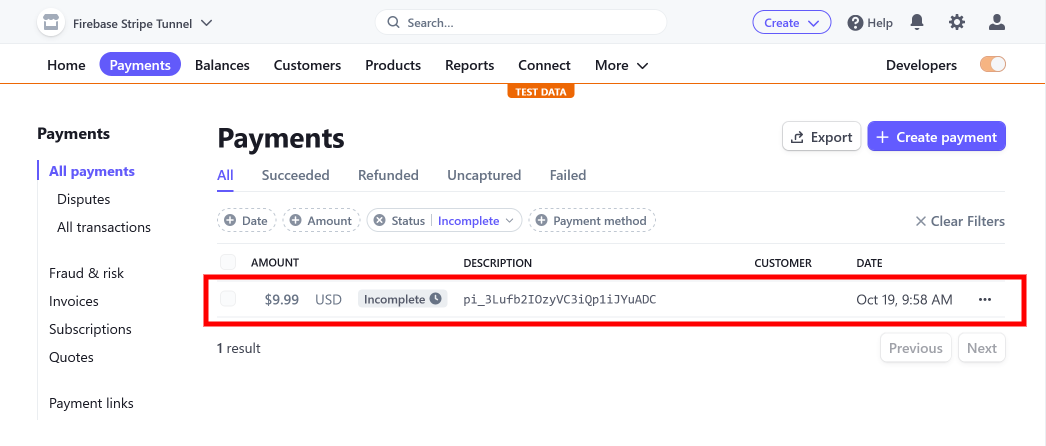 Firebase Stripe Tunnel
Search...
Create
Help
Home Payments Balances Customers Products Reports Connect More
Developers
TEST DATA
Payments
All payments
Disputes
All transactions
Fraud & risk
Invoices
Subscriptions
Quotes
Payment links
Payments
Export
Create payment
All Succeeded Refunded Uncaptured Failed
Date Amount Status Incomplete Payment method
Clear Filters
AMOUNT DESCRIPTION CUSTOMER DATE
$9.99 USD Incomplete pi_3Lufb2IOzyVC3iQp1iJYuADC Oct 19, 9:58 AM
1 result
Previous Next